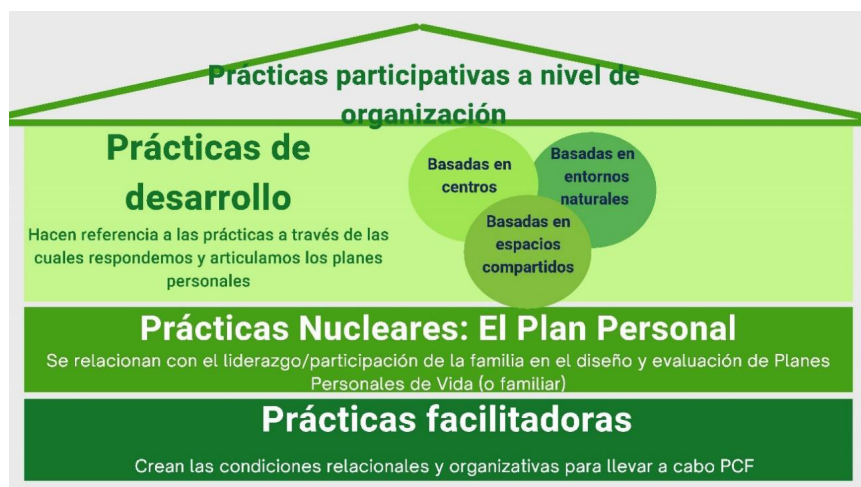 Prácticas participativas a nivel de
organización
Prácticas de
desarrollo
Hacen referencia a las prácticas a través de las
cuales respondemos y articulamos los planes
personales
Basadas en
centros
Basadas en
entornos
naturales
Basadas en
espacios
compartidos
Prácticas Nucleares: El Plan Personal
Se relacionan con el liderazgo/participación de la familia en el diseño y evaluación de Planes
Personales de Vida (o familiar)
Prácticas facilitadoras
Crean las condiciones relacionales y organizativas para llevar a cabo PCF